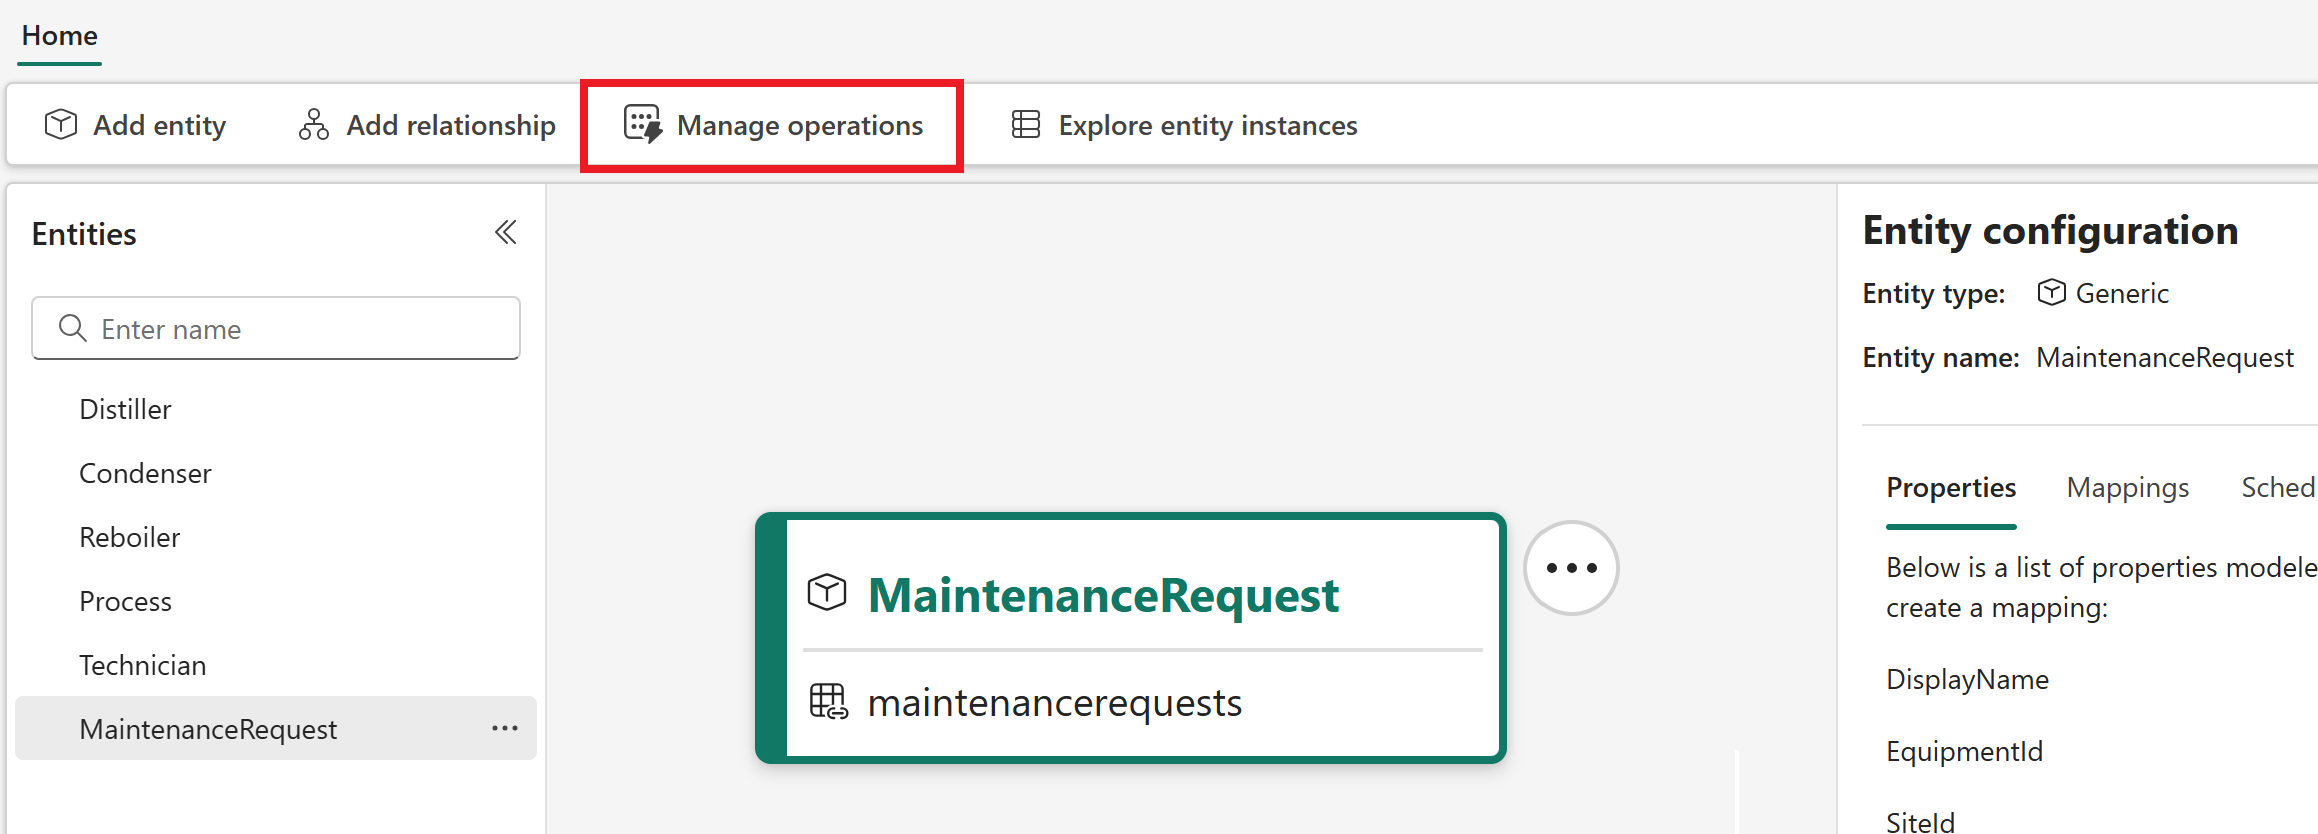 Home
Add entity
Add relationship
Manage operations
Explore entity instances
Entities
Enter name
Distiller
Condenser
Reboiler
Process
Technician
MaintenanceRequest
MaintenanceRequest
maintenancerequests
Entity configuration
Entity type: Generic
Entity name: MaintenanceRequest
Properties Mappings Sched
Below is a list of properties modele
create a mapping:
DisplayName
EquipmentId
SiteId